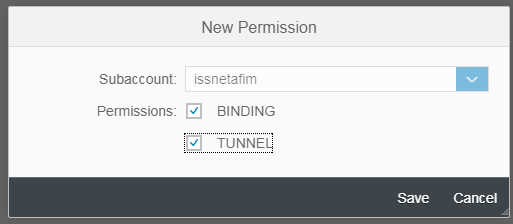 New Permission
Subaccount: issnetafim
Permissions: BINDING
TUNNEL
Save Cancel